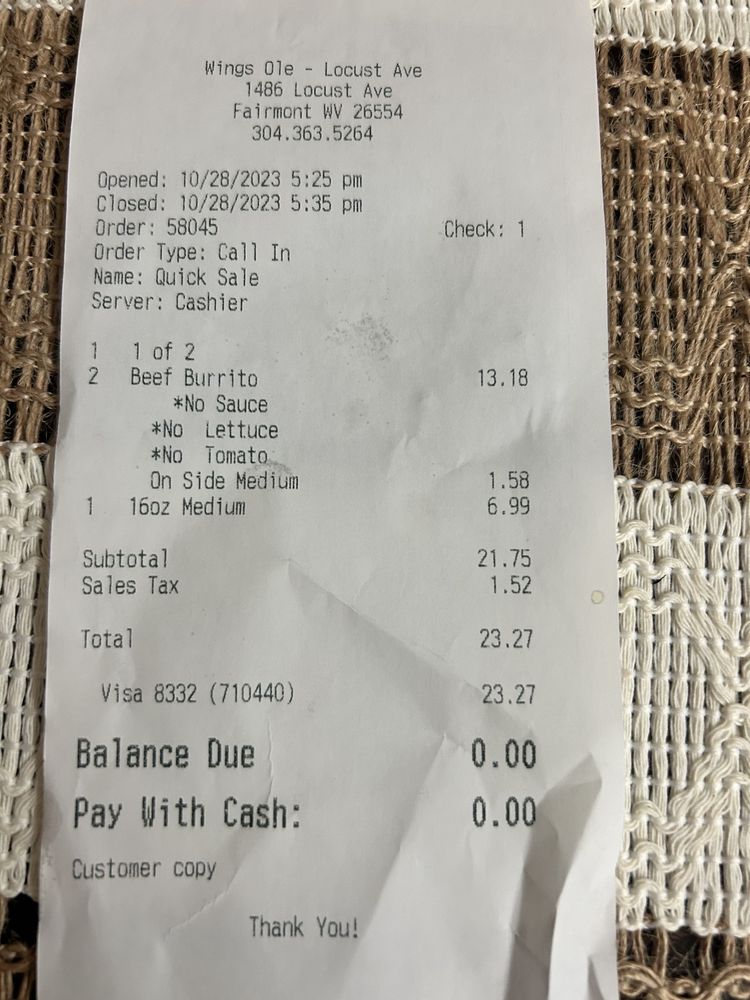 Wings Ole - Locust Ave
1486 Locust Ave
Fairmont WV 26554
304.363.5264
Opened: 10/28/2023 5:25 pm
Closed: 10/28/2023 5:35 pm
Order: 58045 Check: 1
Order Type: Call In
Name: Quick Sale
Server: Cashier
1 1 of 2
2 Beef Burrito 13.18
*No Sauce
*No Lettuce
*No Tomato
On Side Medium 1.58
1 16oz Medium 6.99
Subtotal 21.75
Sales Tax 1.52
Total 23.27
Visa 8332 (710440) 23.27
Balance Due 0.00
Pay With Cash: 0.00
Customer copy
Thank You!